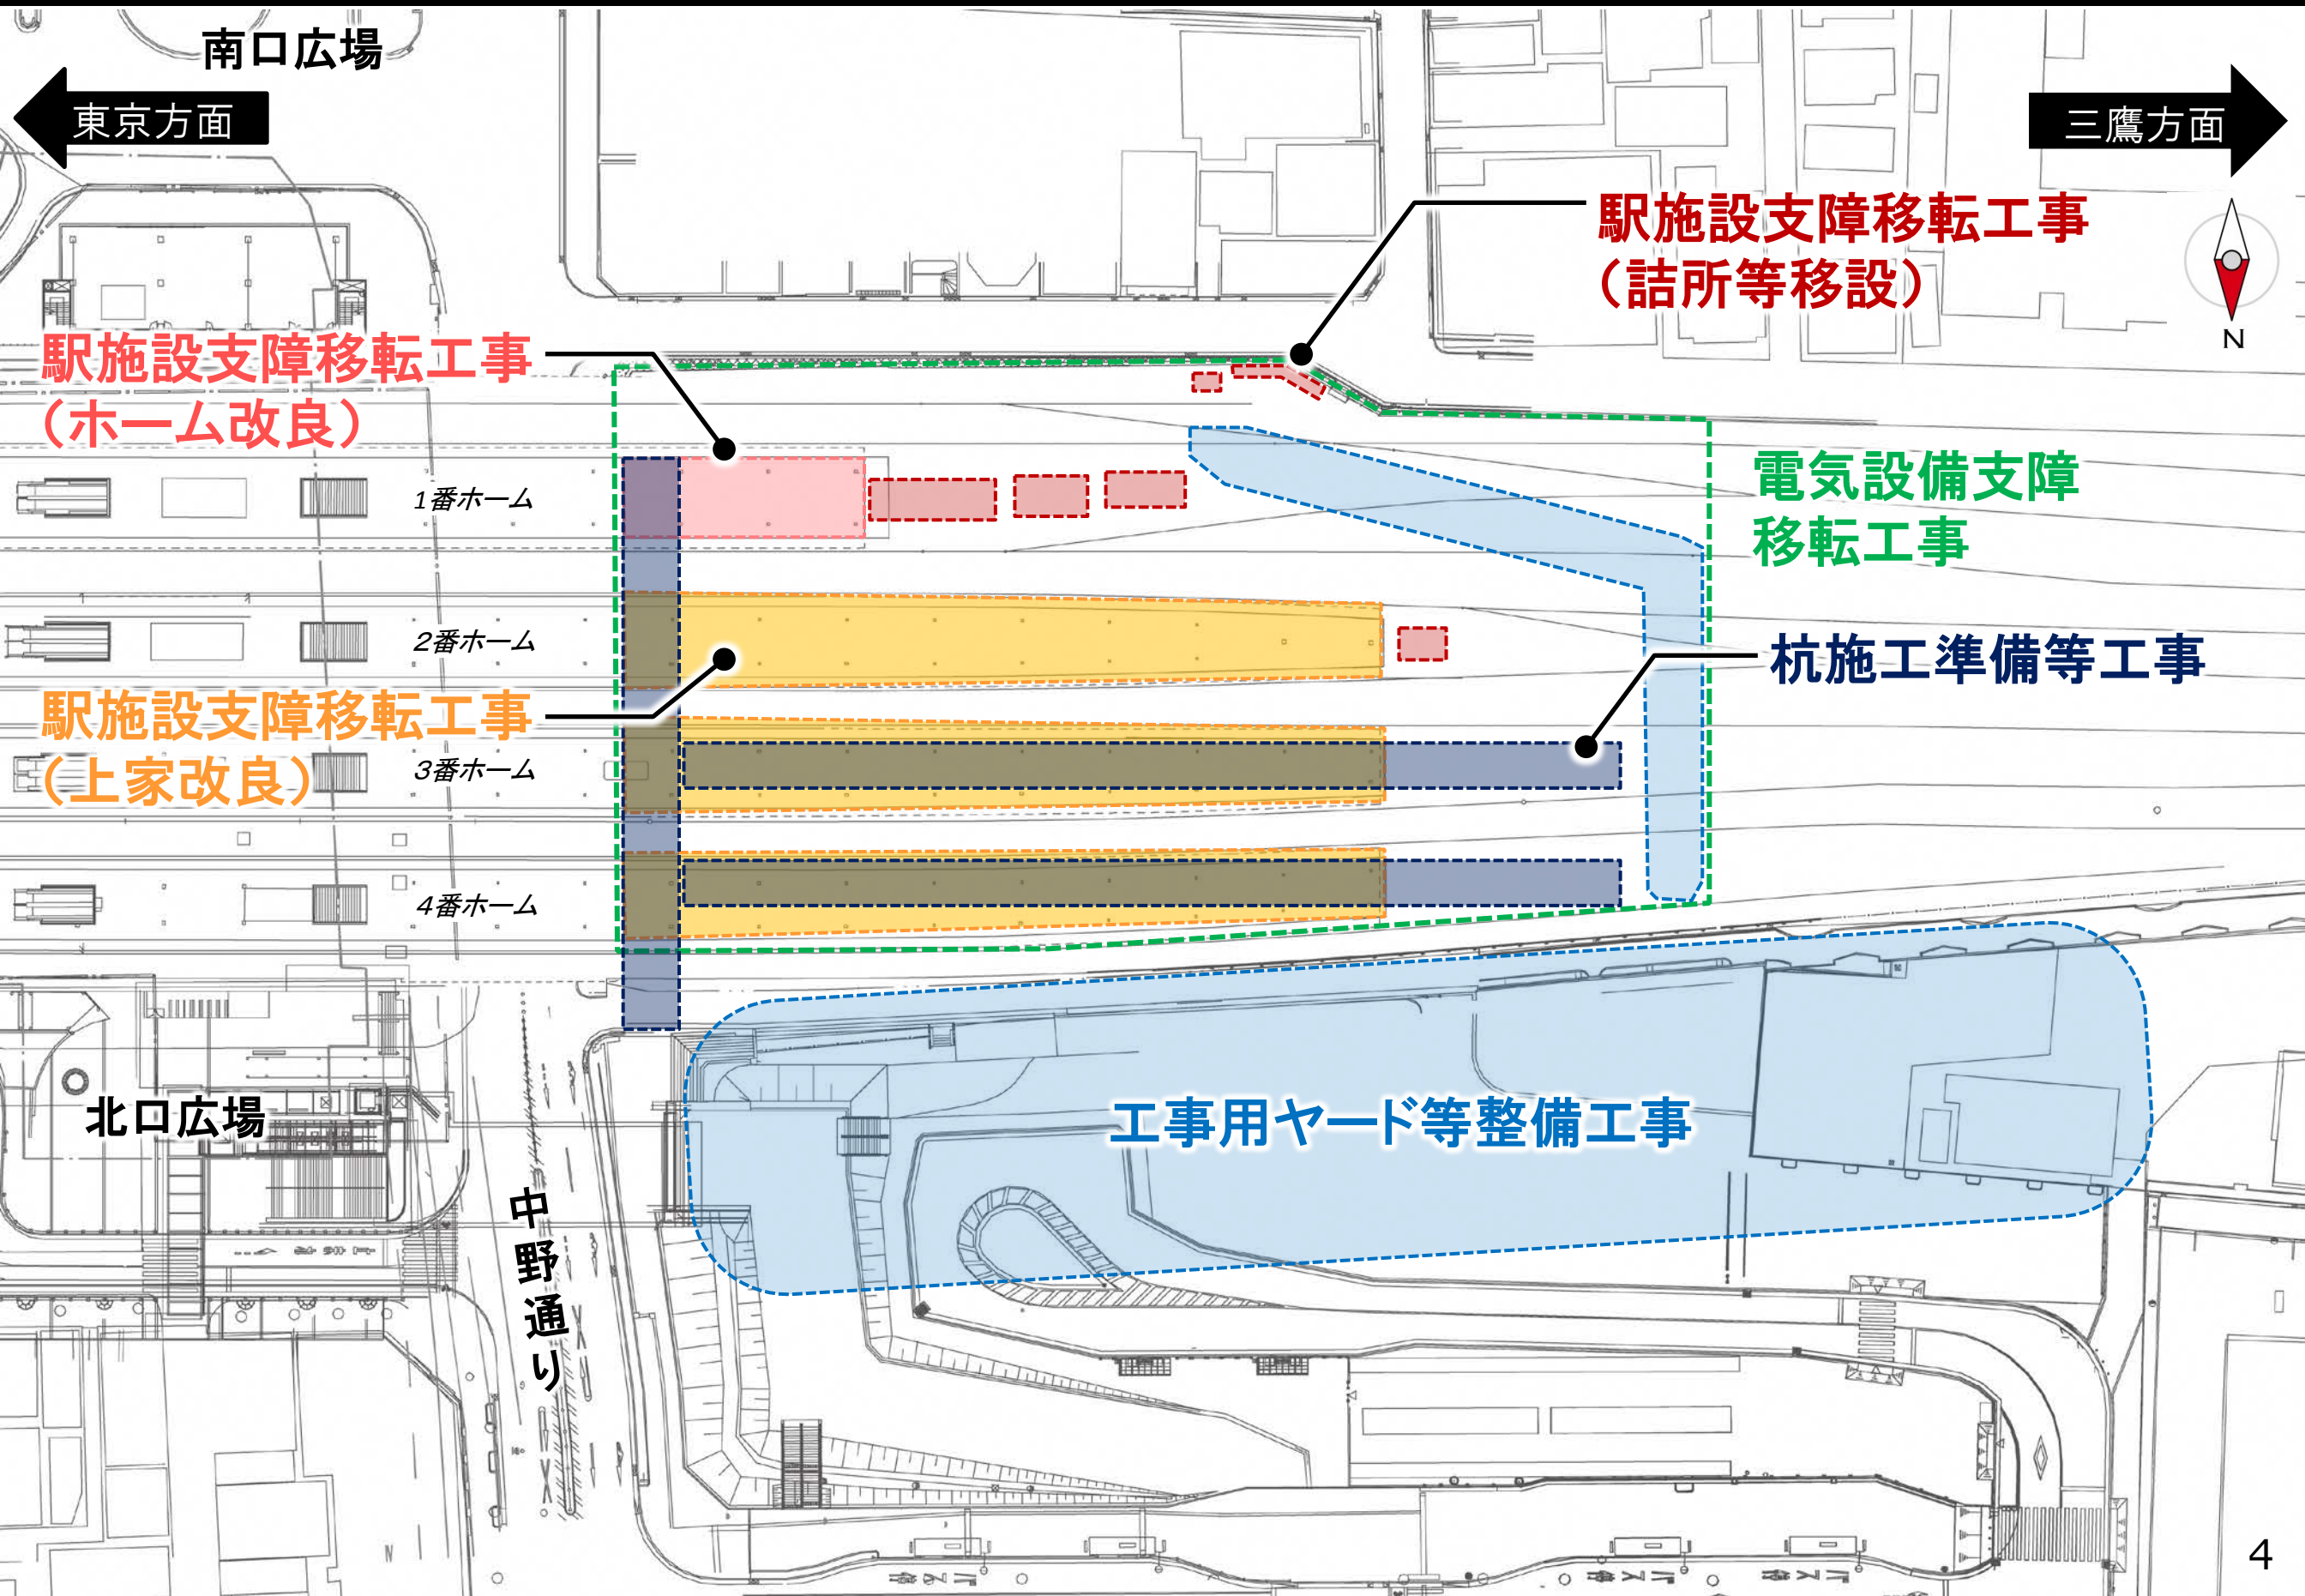 南口広場
東京方面
三鷹方面
駅施設支障移転工事
（詰所等移設）
N
駅施設支障移転工事
（ホーム改良）
1番ホーム
電気設備支障
移転工事
2番ホーム
杭施工準備等工事
駅施設支障移転工事
（上家改良）
3番ホーム
4番ホーム
工事用ヤード等整備工事
北口広場
中野通り
4